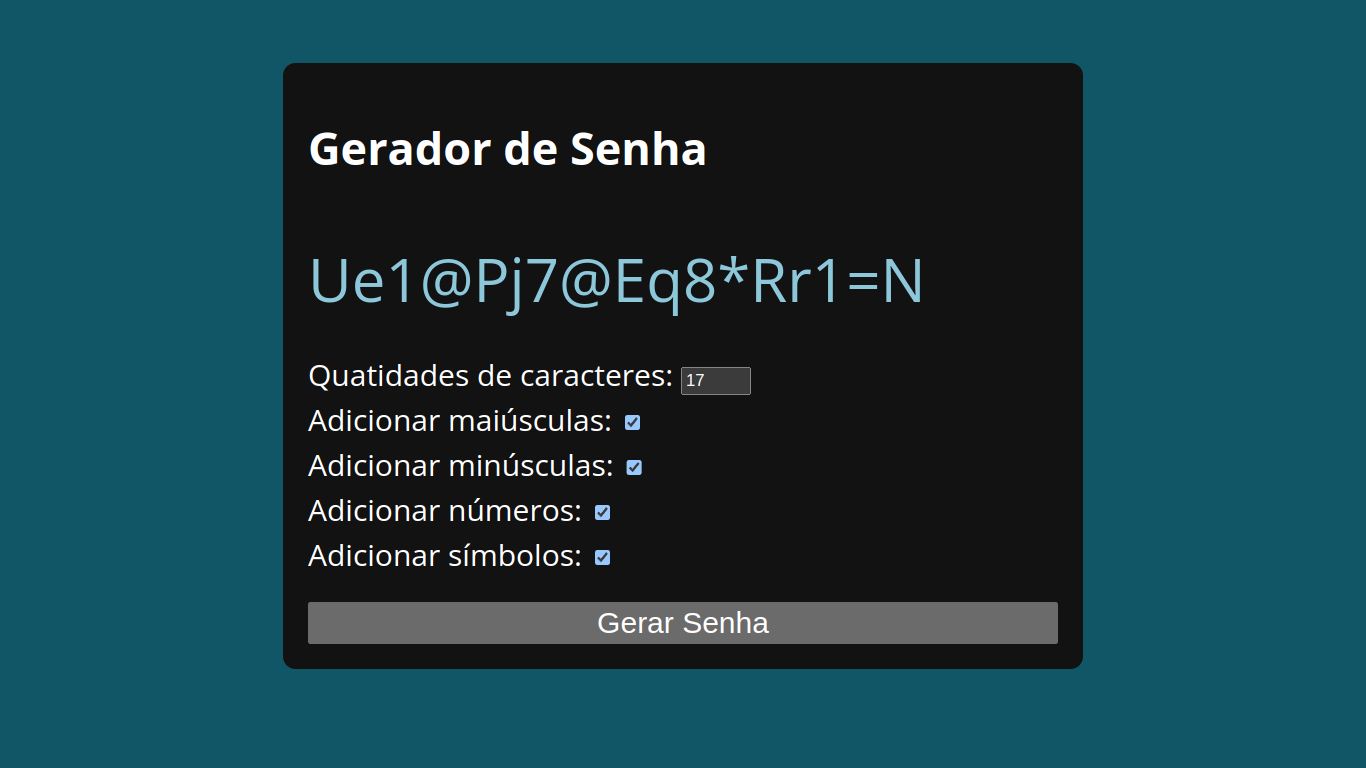 Gerador de Senha
Ue1@Pj7@Eq8*Rr1=N
Quatidades de caracteres: 17
Adicionar maiúsculas:
Adicionar minúsculas:
Adicionar números:
Adicionar símbolos:
Gerar Senha